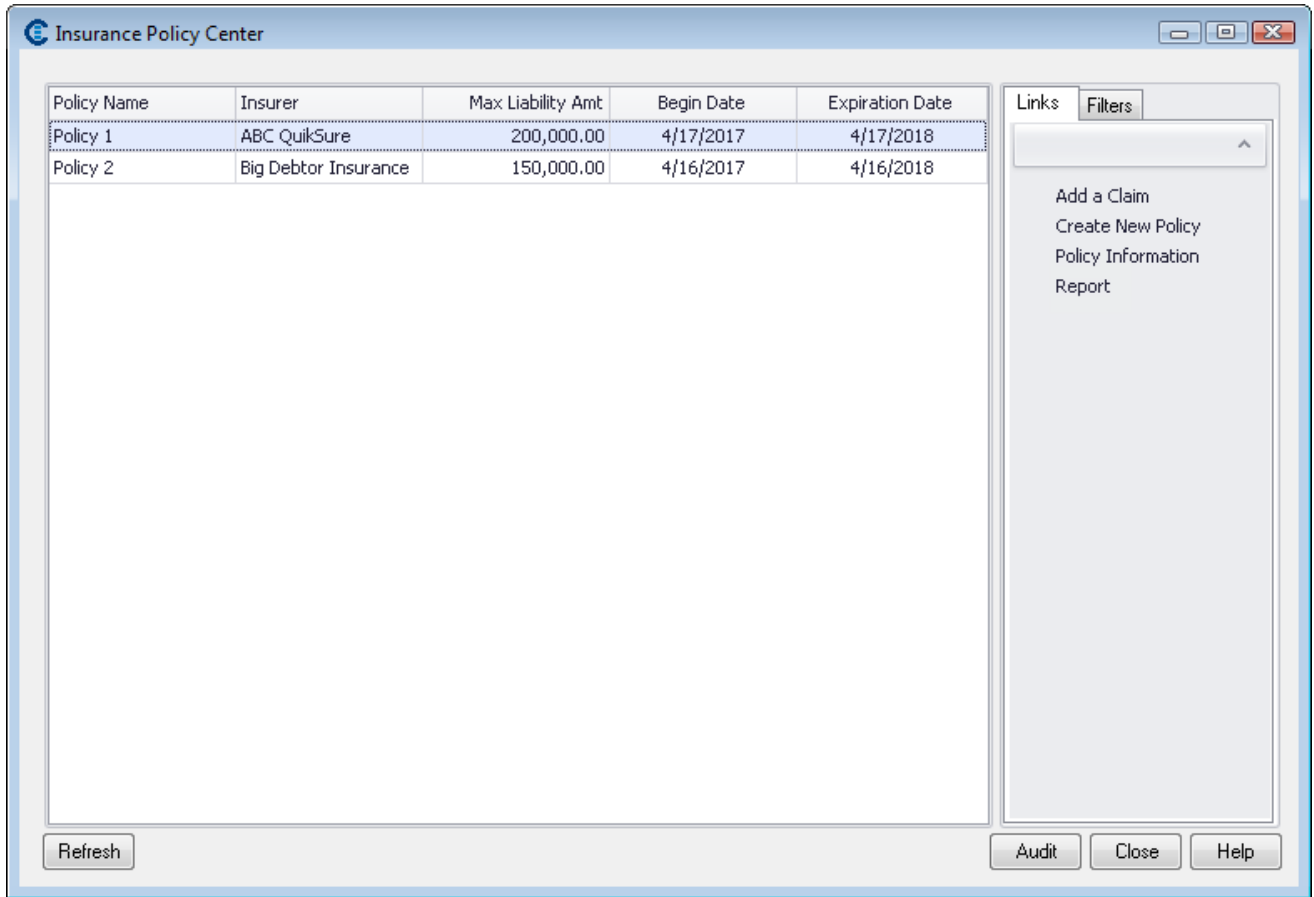 Insurance Policy Center
Policy Name Insurer Max Liability Amt Begin Date Expiration Date
Policy 1 ABC QuikSure 200,000.00 4/17/2017 4/17/2018
Policy 2 Big Debtor Insurance 150,000.00 4/16/2017 4/16/2018
Links Filters
Add a Claim
Create New Policy
Policy Information
Report
Refresh Audit Close Help